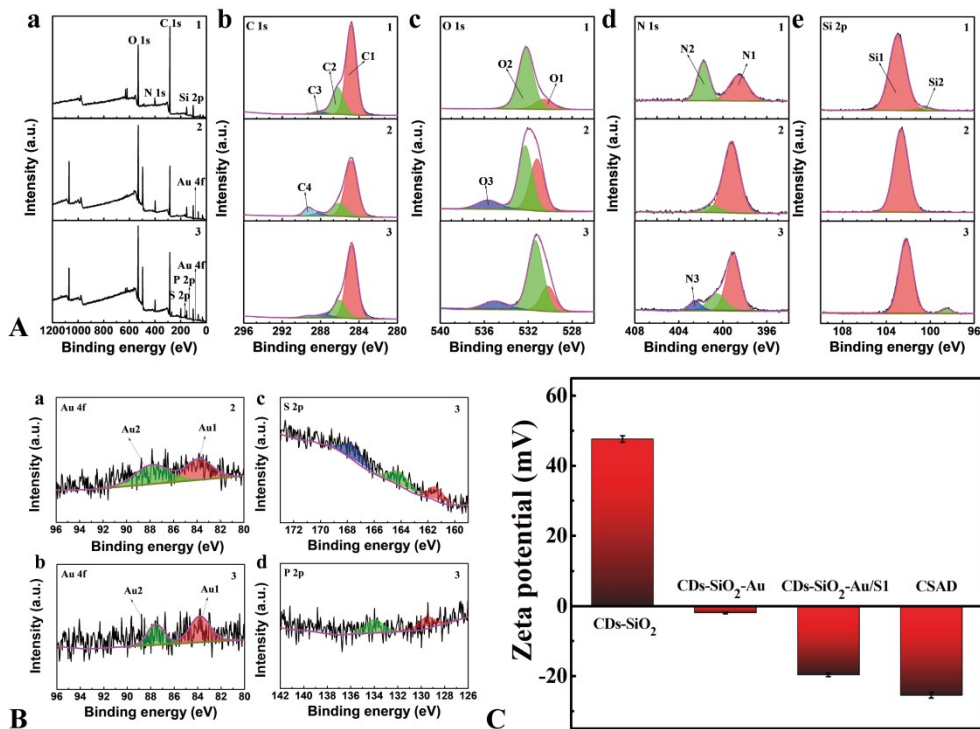 a
C 1s
1
O 1s
N 1s
Si 2p
2
Au 4f
3
Au 4f
P 2p
S 2p
Intensity (a.u.)
1200 1000 800 600 400 200 0
Binding energy (eV)
A
b
C 1s
1
C3
C2
C1
2
C4
3
Intensity (a.u.)
296 292 288 284 280
Binding energy (eV)
c
O 1s
1
O2
O1
2
O3
3
Intensity (a.u.)
540 536 532 528
Binding energy (eV)
d
N 1s
1
N2
N1
2
3
N3
Intensity (a.u.)
408 404 400 396
Binding energy (eV)
e
Si 2p
1
Si1
Si2
2
3
Intensity (a.u.)
108 104 100 96
Binding energy (eV)
a
Au 4f
2
Au2
Au1
Intensity (a.u.)
96 94 92 90 88 86 84 82 80
Binding energy (eV)
c
S 2p
3
Intensity (a.u.)
172 170 168 166 164 162 160
Binding energy (eV)
b
Au 4f
3
Au2
Au1
Intensity (a.u.)
96 94 92 90 88 86 84 82 80
Binding energy (eV)
d
P 2p
3
Intensity (a.u.)
142 140 138 136 134 132 130 128 126
Binding energy (eV)
B
Zeta potential (mV)
60
40
20
0
-20
CDs-SiO₂
CDs-SiO₂-Au
CDs-SiO₂-Au/S1
CSAD
C